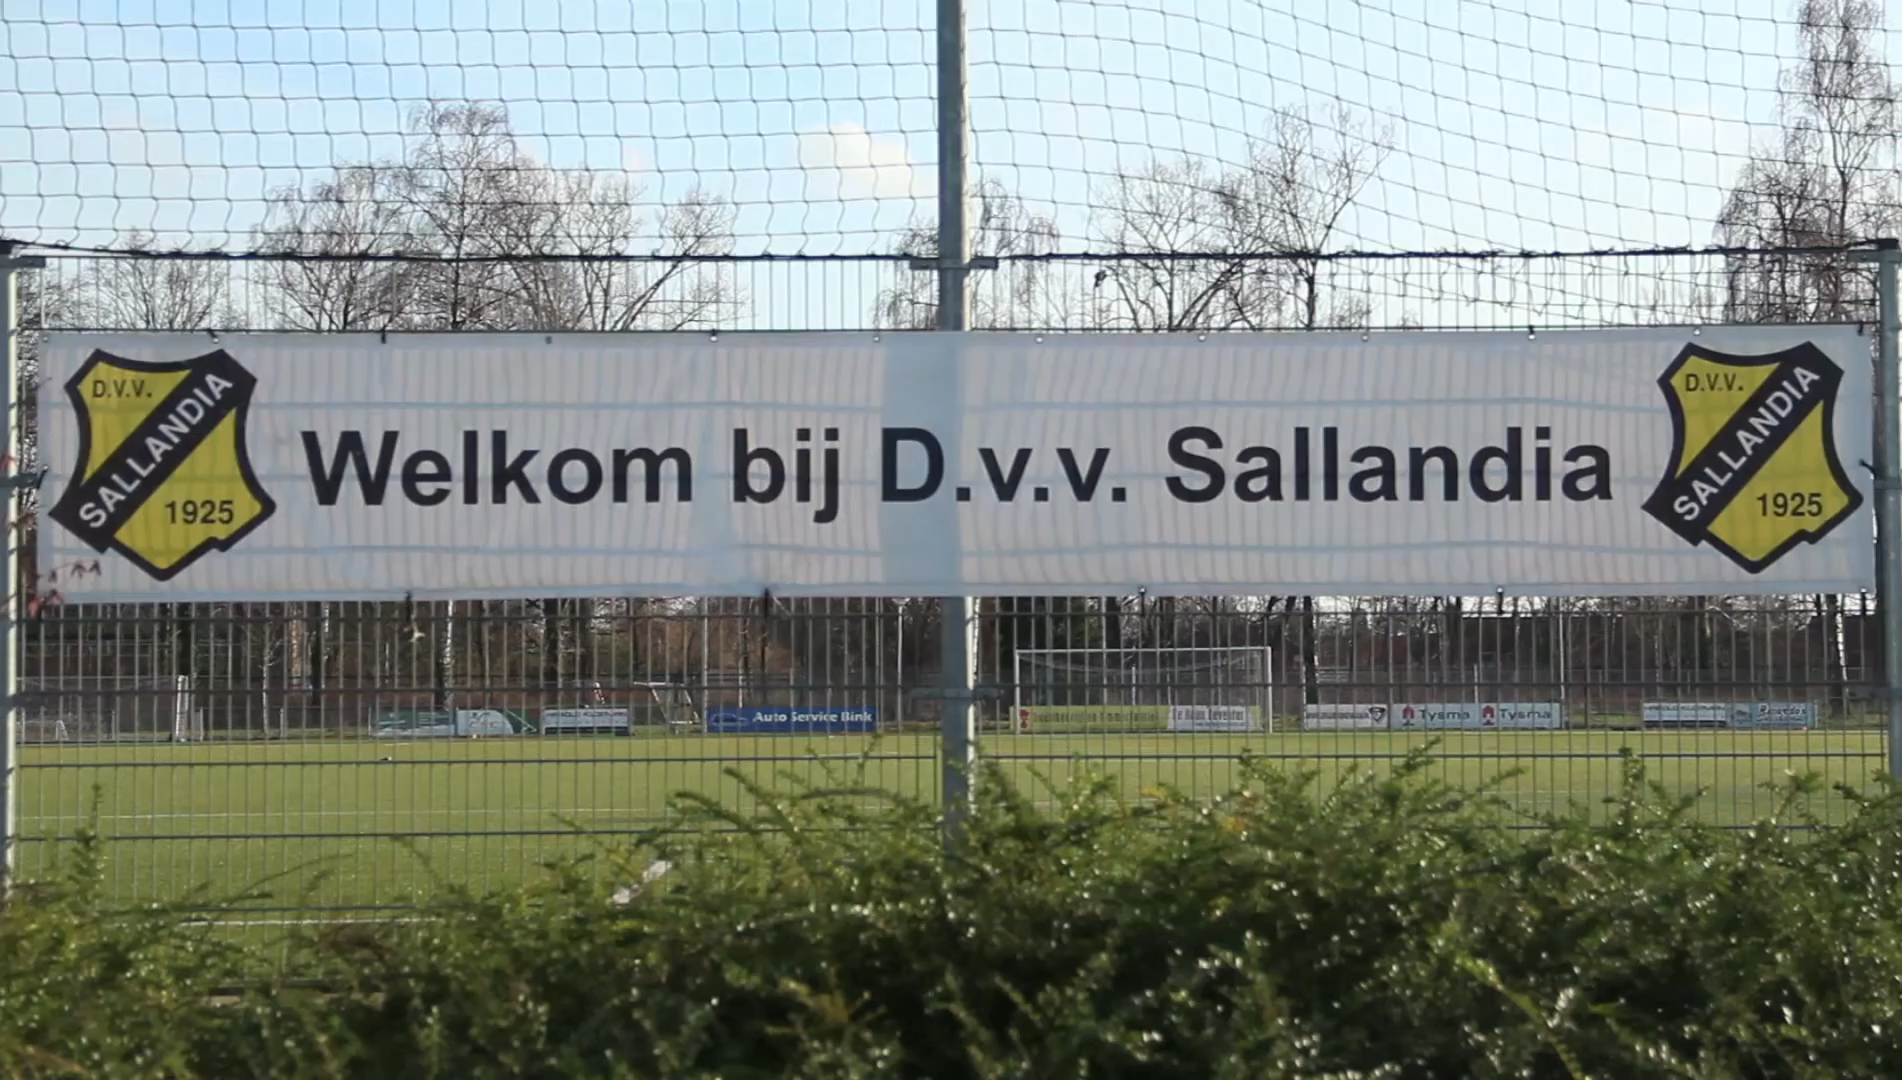 D.V.V.
SALLANDIA
1925
Welkom bij D.v.v. Sallandia
D.V.V.
SALLANDIA
1925
Auto Service Bink
Tysma
Tysma